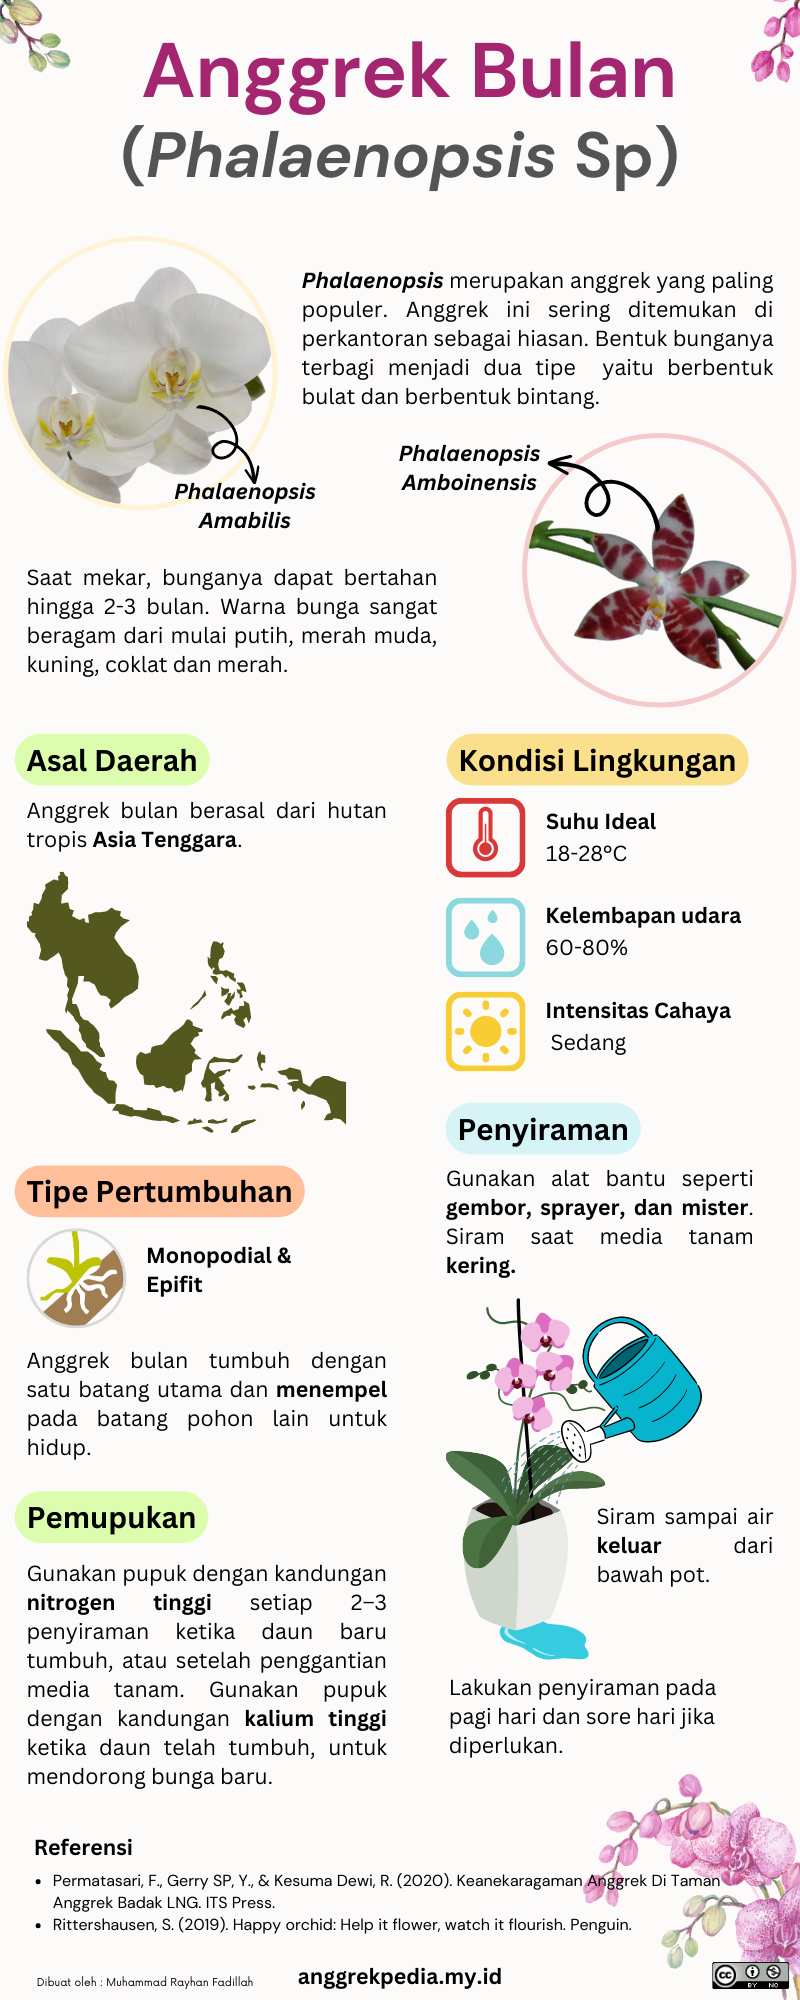 Anggrek Bulan
(Phalaenopsis Sp)
Phalaenopsis merupakan anggrek yang paling
populer. Anggrek ini sering ditemukan di
perkantoran sebagai hiasan. Bentuk bunganya
terbagi menjadi dua tipe yaitu berbentuk
bulat dan berbentuk bintang.
Phalaenopsis
Amabilis
Phalaenopsis
Amboinensis
Saat mekar, bunganya dapat bertahan
hingga 2-3 bulan. Warna bunga sangat
beragam dari mulai putih, merah muda,
kuning, coklat dan merah.
Asal Daerah
Anggrek bulan berasal dari hutan
tropis Asia Tenggara.
Tipe Pertumbuhan
Monopodial &
Epifit
Anggrek bulan tumbuh dengan
satu batang utama dan menempel
pada batang pohon lain untuk
hidup.
Pemupukan
Gunakan pupuk dengan kandungan
nitrogen tinggi setiap 2–3
penyiraman ketika daun baru
tumbuh, atau setelah penggantian
media tanam. Gunakan pupuk
dengan kandungan kalium tinggi
ketika daun telah tumbuh, untuk
mendorong bunga baru.
Kondisi Lingkungan
Suhu Ideal
18-28°C
Kelembapan udara
60-80%
Intensitas Cahaya
Sedang
Penyiraman
Gunakan alat bantu seperti
gembor, sprayer, dan mister.
Siram saat media tanam
kering.
Siram sampai air
keluar dari
bawah pot.
Lakukan penyiraman pada
pagi hari dan sore hari jika
diperlukan.
Referensi
• Permatasari, F., Gerry SP, Y., & Kesuma Dewi, R. (2020). Keanekaragaman Anggrek Di Taman
Anggrek Badak LNG. ITS Press.
• Rittershausen, S. (2019). Happy orchid: Help it flower, watch it flourish. Penguin.
Dibuat oleh : Muhammad Rayhan Fadillah
anggrekpedia.my.id
cc
BY NC